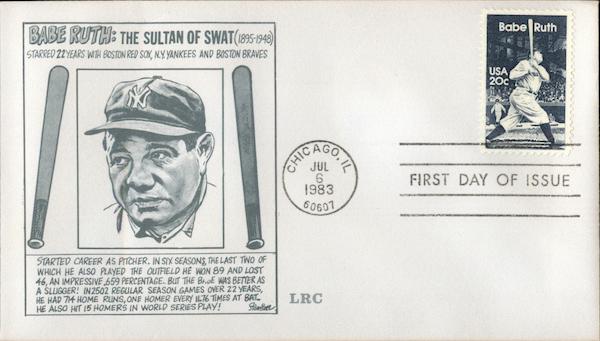 BABE RUTH: THE SULTAN OF SWAT (1895-1948)
STARRED 22 YEARS WITH BOSTON RED SOX, N.Y. YANKEES AND BOSTON BRAVES
NY
STARTED CAREER AS PITCHER. IN SIX SEASONS, THE LAST TWO OF
WHICH HE ALSO PLAYED THE OUTFIELD HE WON 89 AND LOST
46, AN IMPRESSIVE .659 PERCENTAGE. BUT THE BABE WAS BETTER AS
A SLUGGER! IN 2502 REGULAR SEASON GAMES OVER 22 YEARS,
HE HAD 714 HOME RUNS, ONE HOMER EVERY 11.76 TIMES AT BAT..
HE ALSO HIT 15 HOMERS IN WORLD SERIES PLAY!
LRC
CHICAGO, IL
JUL
6
1983
60607
Babe Ruth
USA
20c
FIRST DAY OF ISSUE